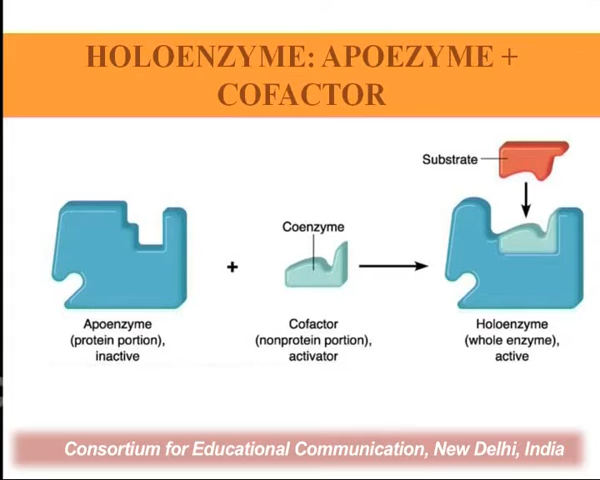 HOLOENZYME: APOEZYME +
COFACTOR
Substrate
Coenzyme
+
Apoenzyme
(protein portion),
inactive
Cofactor
(nonprotein portion),
activator
Holoenzyme
(whole enzyme),
active
Consortium for Educational Communication, New Delhi, India